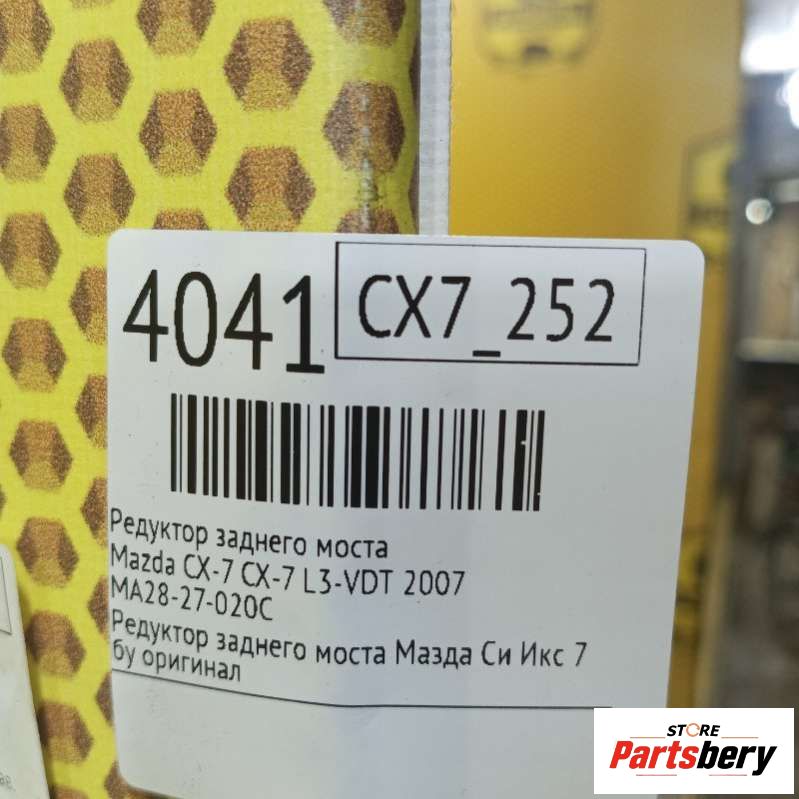 4041
CX7_252
Редуктор заднего моста
Mazda CX-7 CX-7 L3-VDT 2007
MA28-27-020C
Редуктор заднего моста Мазда Си Икс 7
бу оригинал
STORE
Partsbery